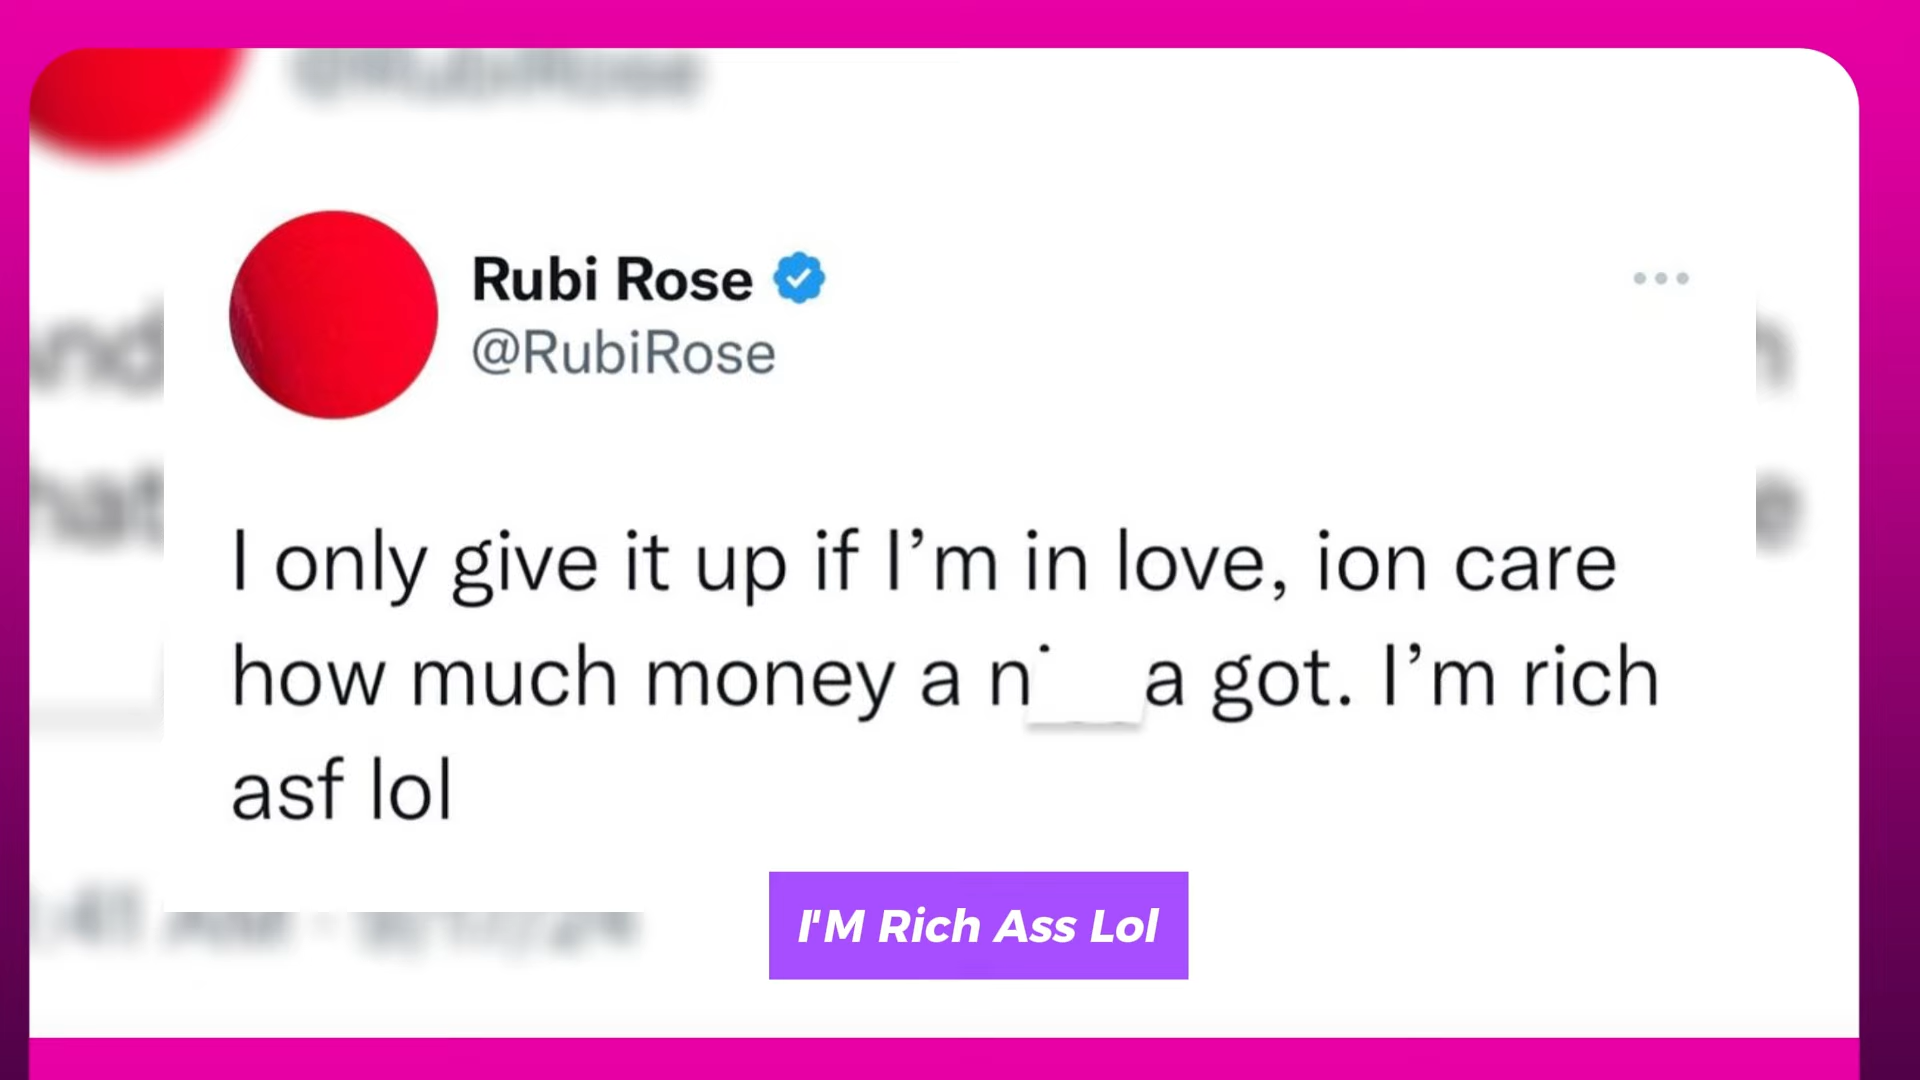 @RubiRose
Rubi Rose
@RubiRose
I only give it up if I’m in love, ion care
how much money a n a got. I’m rich
asf lol
I'M Rich Ass Lol